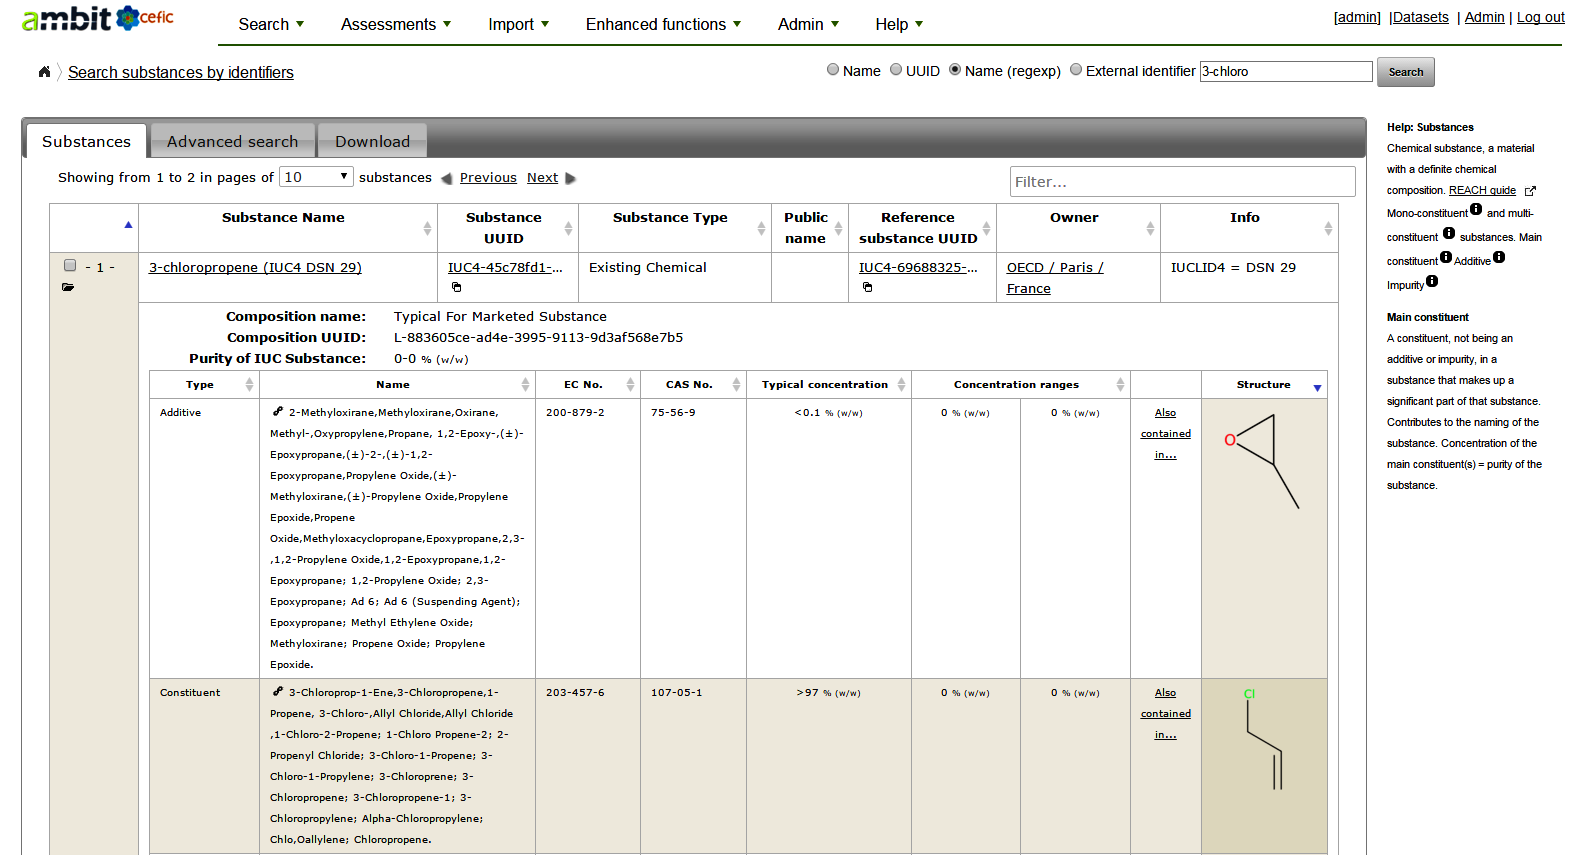 ambit cefic
Search Assessments Import Enhanced functions Admin Help
[admin] |Datasets | Admin | Log out
Search substances by identifiers
Name UUID Name (regexp) External identifier 3-chloro Search
Substances Advanced search Download
Showing from 1 to 2 in pages of 10 substances Previous Next
Filter...
Substance Name Substance UUID Substance Type Public name Reference substance UUID Owner Info
- 1 - 3-chloropropene (IUC4 DSN 29) IUC4-45c78fd1-... Existing Chemical IUC4-69688325-... OECD / Paris / France IUCLID4 = DSN 29
Composition name: Typical For Marketed Substance
Composition UUID: L-883605ce-ad4e-3995-9113-9d3af568e7b5
Purity of IUC Substance: 0-0 % (w/w)
Type Name EC No. CAS No. Typical concentration Concentration ranges Structure
Additive
2-Methyloxirane,Methyloxirane,Oxirane,
Methyl-,Oxypropylene,Propane, 1,2-Epoxy-,(±)-
Epoxypropane,(±)-2-,(±)-1,2-
Epoxypropane,Propylene Oxide,(±)-
Methyloxirane,(±)-Propylene Oxide,Propylene
Epoxide,Propene
Oxide,Methyloxacyclopropane,Epoxypropane,2,3-
,1,2-Propylene Oxide,1,2-Epoxypropane,1,2-
Epoxypropane; 1,2-Propylene Oxide; 2,3-
Epoxypropane; Ad 6; Ad 6 (Suspending Agent);
Epoxypropane; Methyl Ethylene Oxide;
Methyloxirane; Propene Oxide; Propylene
Epoxide.
200-879-2 75-56-9 <0.1 % (w/w) 0 % (w/w) 0 % (w/w)
Also
contained
in...
O
Constituent
3-Chloroprop-1-Ene,3-Chloropropene,1-
Propene, 3-Chloro-,Allyl Chloride,Allyl Chloride
,1-Chloro-2-Propene; 1-Chloro Propene-2; 2-
Propenyl Chloride; 3-Chloro-1-Propene; 3-
Chloro-1-Propylene; 3-Chloroprene; 3-
Chloropropene; 3-Chloropropene-1; 3-
Chloropropylene; Alpha-Chloropropylene;
Chlo,Oallylene; Chloropropene.
203-457-6 107-05-1 >97 % (w/w) 0 % (w/w) 0 % (w/w)
Also
contained
in...
Cl
Help: Substances
Chemical substance, a material
with a definite chemical
composition. REACH guide
Mono-constituent and multi-
constituent substances. Main
constituent Additive
Impurity
Main constituent
A constituent, not being an
additive or impurity, in a
substance that makes up a
significant part of that substance.
Contributes to the naming of the
substance. Concentration of the
main constituent(s) = purity of the
substance.